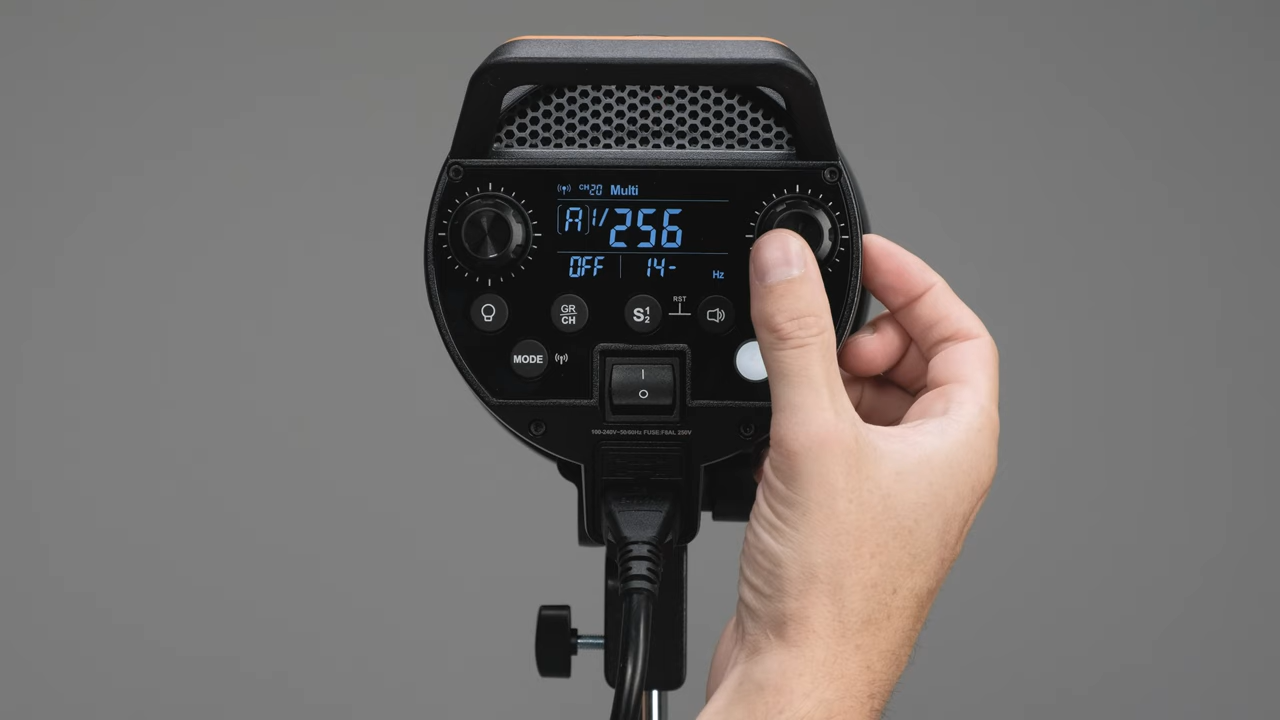 CH20 Multi
A 1/256
OFF 14- Hz
GR
CH
S1
2
RST
MODE
I
O
100-240V~50/60Hz FUSE:F8AL 250V